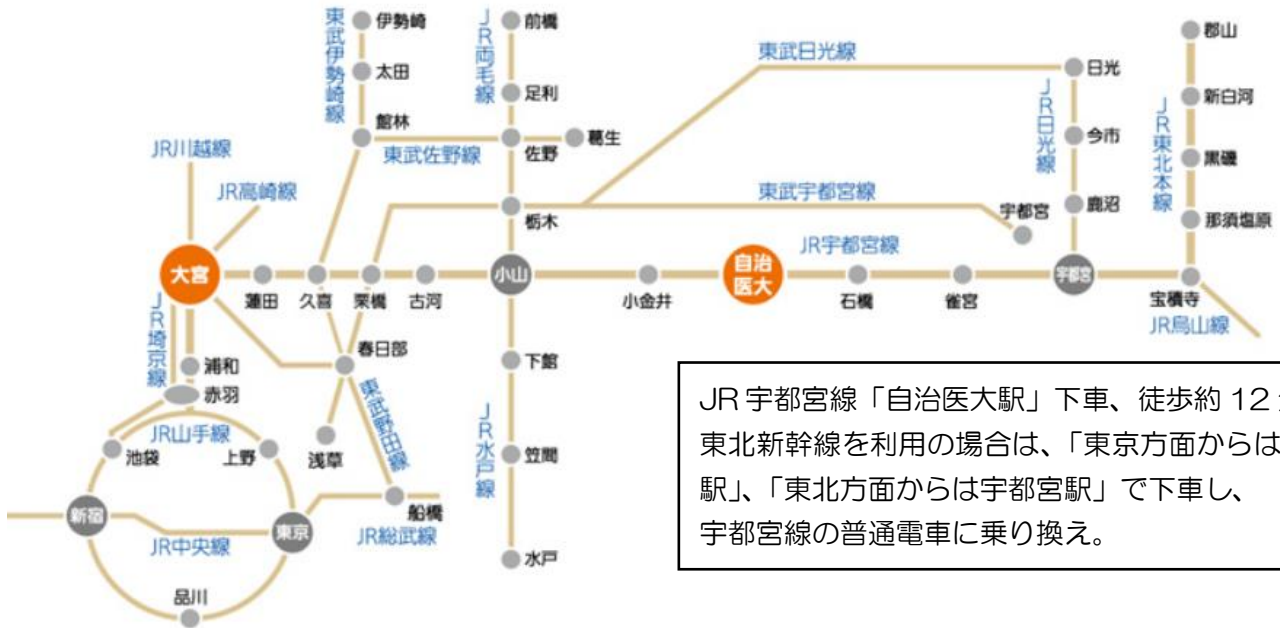 東武伊勢崎線
伊勢崎
太田
館林
JR両毛線
前橋
足利
佐野
葛生
東武佐野線
東武日光線
日光
JR日光線
今市
鹿沼
郡山
新白河
JR東北本線
黒磯
那須塩原
JR川越線
JR高崎線
栃木
東武宇都宮線
宇都宮
JR宇都宮線
大宮
蓮田
久喜
栗橋
古河
小山
小金井
自治
医大
石橋
雀宮
宇都宮
宝積寺
JR烏山線
JR埼京線
浦和
赤羽
春日部
下館
JR山手線
池袋
上野
浅草
東武野田線
JR水戸線
笠間
新宿
東京
船橋
JR中央線
JR総武線
水戸
品川
JR宇都宮線「自治医大駅」下車、徒歩約 12
東北新幹線を利用の場合は、「東京方面からは
駅」、「東北方面からは宇都宮駅」で下車し、
宇都宮線の普通電車に乗り換え。